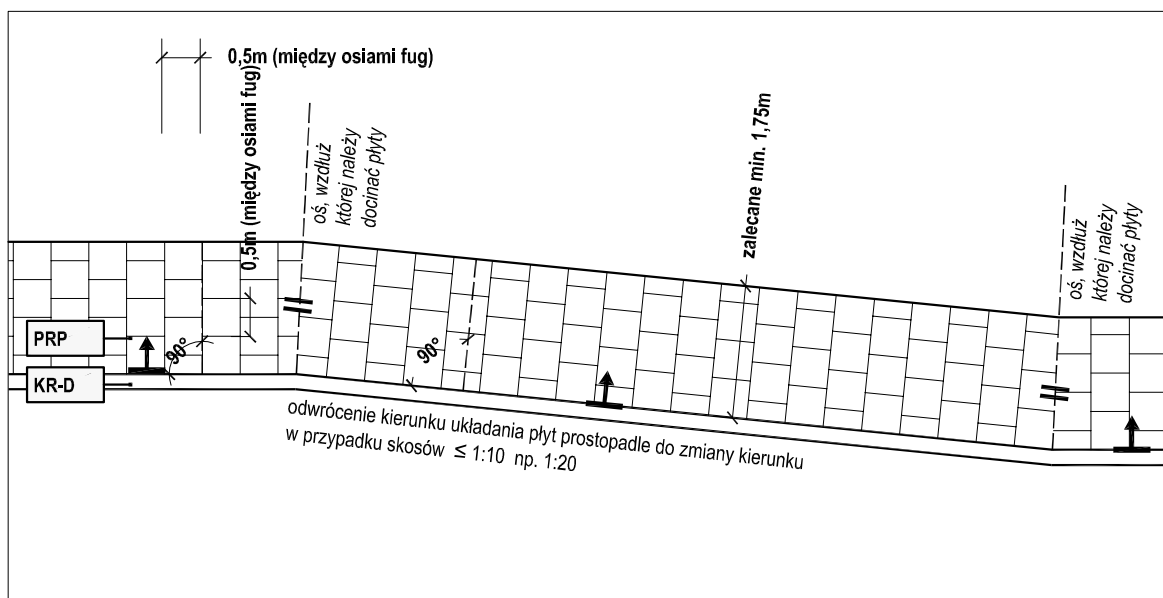 0,5m (między osiami fug)
0,5m (między osiami fug)
oś, wzdłuż
której należy
docinać płyty
zalecane min. 1,75m
oś, wzdłuż
której należy
docinać płyty
PRP
90°
90°
KR-D
odwrócenie kierunku układania płyt prostopadle do zmiany kierunku
w przypadku skosów ≤ 1:10 np. 1:20